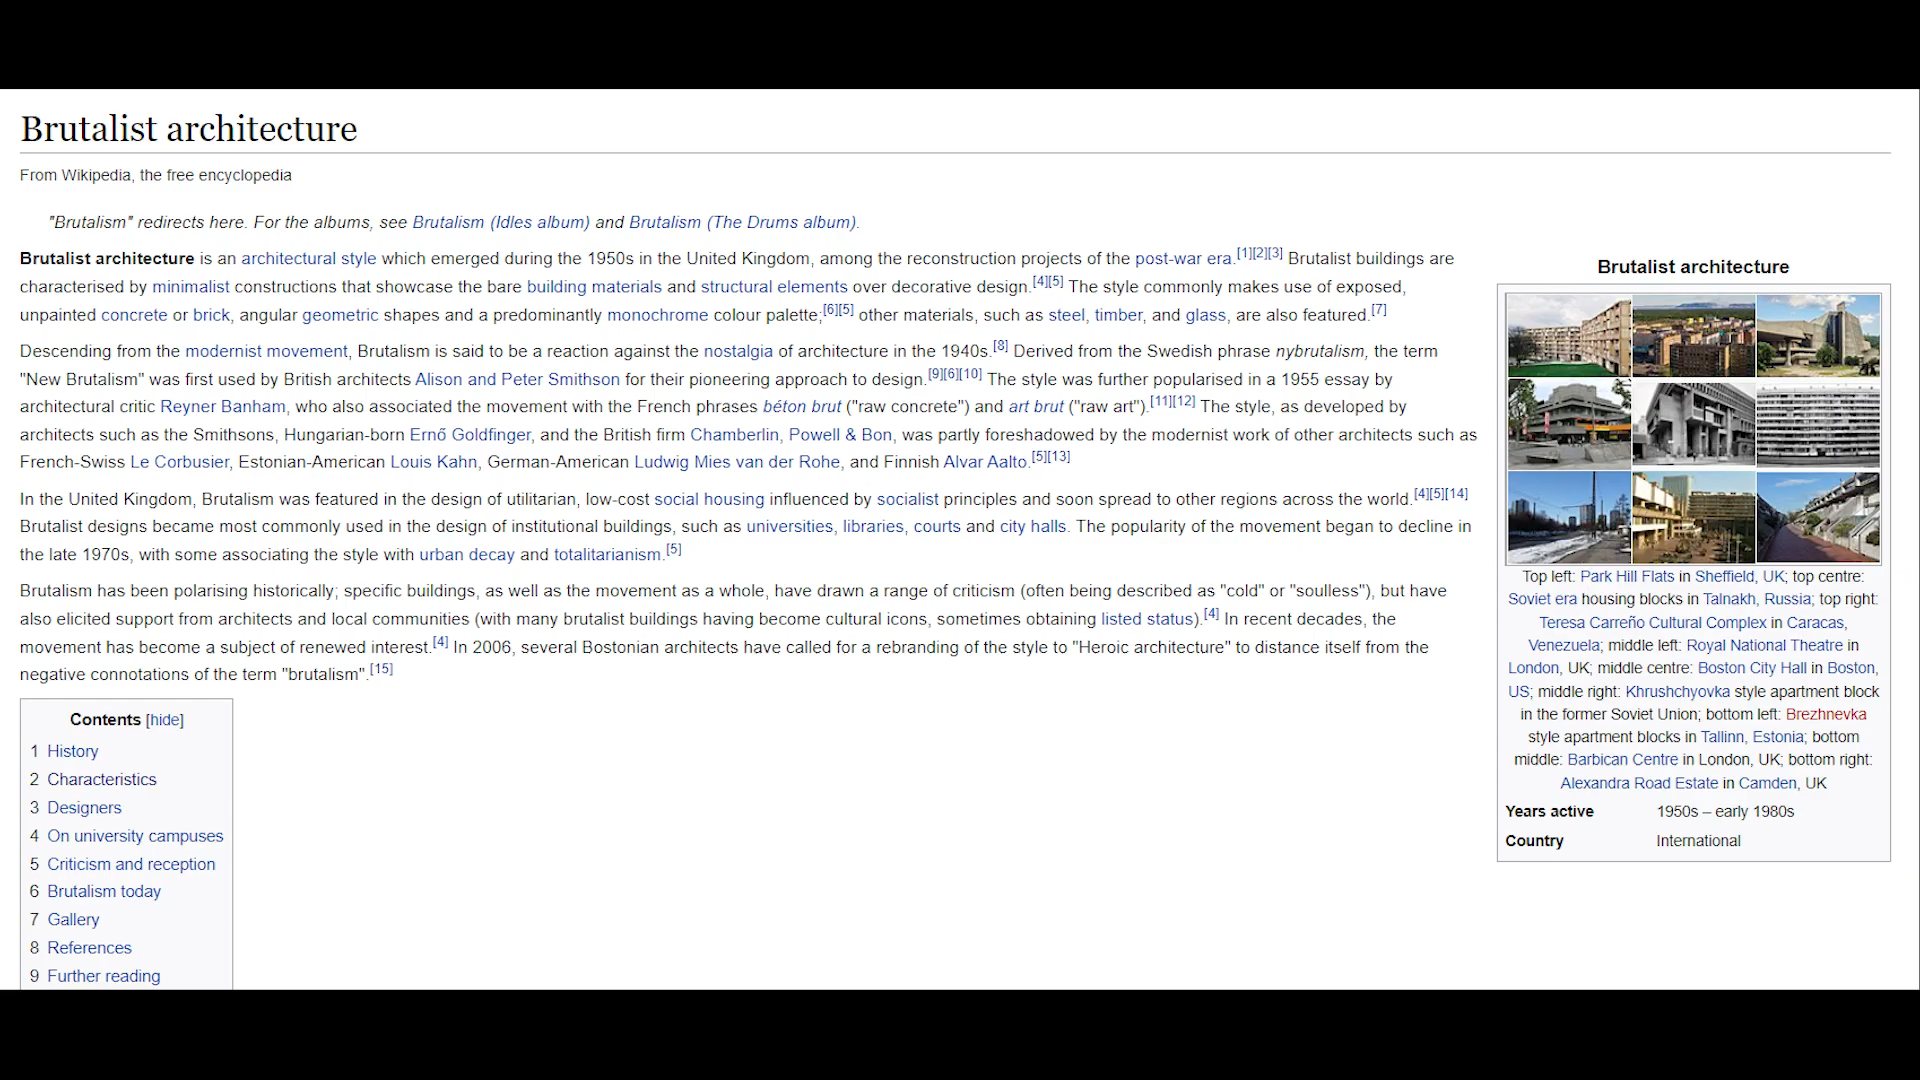 Brutalist architecture
From Wikipedia, the free encyclopedia
"Brutalism" redirects here. For the albums, see Brutalism (Idles album) and Brutalism (The Drums album).
Brutalist architecture is an architectural style which emerged during the 1950s in the United Kingdom, among the reconstruction projects of the post-war era.[1][2][3] Brutalist buildings are
characterised by minimalist constructions that showcase the bare building materials and structural elements over decorative design.[4][5] The style commonly makes use of exposed,
unpainted concrete or brick, angular geometric shapes and a predominantly monochrome colour palette;[6][5] other materials, such as steel, timber, and glass, are also featured.[7]
Descending from the modernist movement, Brutalism is said to be a reaction against the nostalgia of architecture in the 1940s.[8] Derived from the Swedish phrase nybrutalism, the term
"New Brutalism" was first used by British architects Alison and Peter Smithson for their pioneering approach to design.[9][6][10] The style was further popularised in a 1955 essay by
architectural critic Reyner Banham, who also associated the movement with the French phrases béton brut ("raw concrete") and art brut ("raw art").[11][12] The style, as developed by
architects such as the Smithsons, Hungarian-born Ernő Goldfinger, and the British firm Chamberlin, Powell & Bon, was partly foreshadowed by the modernist work of other architects such as
French-Swiss Le Corbusier, Estonian-American Louis Kahn, German-American Ludwig Mies van der Rohe, and Finnish Alvar Aalto.[5][13]
In the United Kingdom, Brutalism was featured in the design of utilitarian, low-cost social housing influenced by socialist principles and soon spread to other regions across the world.[4][5][14]
Brutalist designs became most commonly used in the design of institutional buildings, such as universities, libraries, courts and city halls. The popularity of the movement began to decline in
the late 1970s, with some associating the style with urban decay and totalitarianism.[5]
Brutalism has been polarising historically; specific buildings, as well as the movement as a whole, have drawn a range of criticism (often being described as "cold" or "soulless"), but have
also elicited support from architects and local communities (with many brutalist buildings having become cultural icons, sometimes obtaining listed status).[4] In recent decades, the
movement has become a subject of renewed interest.[4] In 2006, several Bostonian architects have called for a rebranding of the style to "Heroic architecture" to distance itself from the
negative connotations of the term "brutalism".[15]
Contents [hide]
1 History
2 Characteristics
3 Designers
4 On university campuses
5 Criticism and reception
6 Brutalism today
7 Gallery
8 References
9 Further reading
Brutalist architecture
Top left: Park Hill Flats in Sheffield, UK; top centre:
Soviet era housing blocks in Talnakh, Russia; top right:
Teresa Carreño Cultural Complex in Caracas,
Venezuela; middle left: Royal National Theatre in
London, UK; middle centre: Boston City Hall in Boston,
US; middle right: Khrushchyovka style apartment block
in the former Soviet Union; bottom left: Brezhnevka
style apartment blocks in Tallinn, Estonia; bottom
middle: Barbican Centre in London, UK; bottom right:
Alexandra Road Estate in Camden, UK
Years active 1950s – early 1980s
Country International